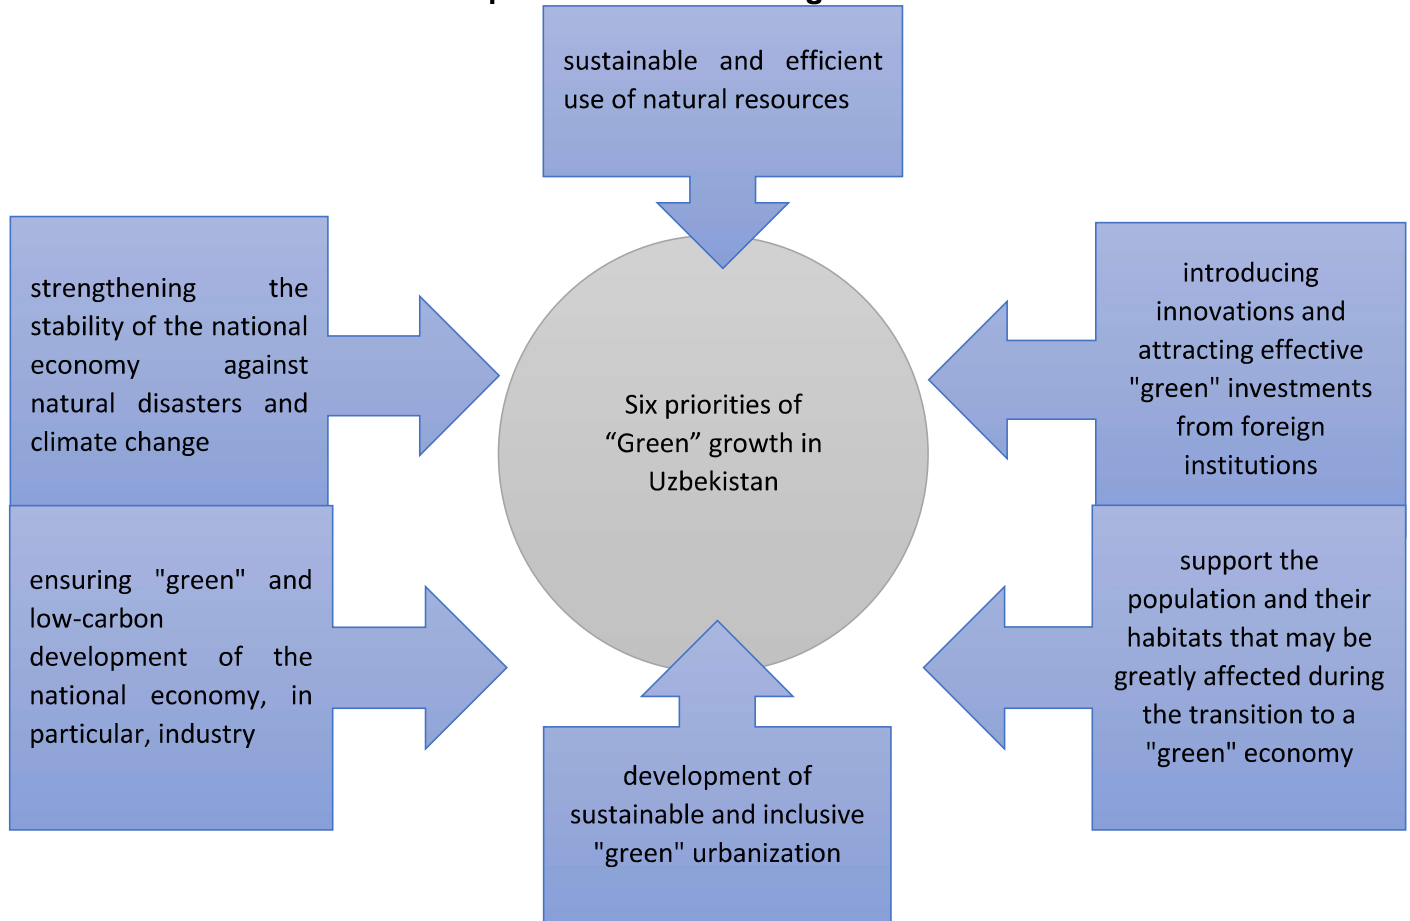 sustainable and efficient
use of natural resources
strengthening the
stability of the national
economy against
natural disasters and
climate change
introducing
innovations and
attracting effective
"green" investments
from foreign
institutions
Six priorities of
“Green” growth in
Uzbekistan
ensuring "green" and
low-carbon
development of the
national economy, in
particular, industry
support the
population and their
habitats that may be
greatly affected during
the transition to a
"green" economy
development of
sustainable and inclusive
"green" urbanization